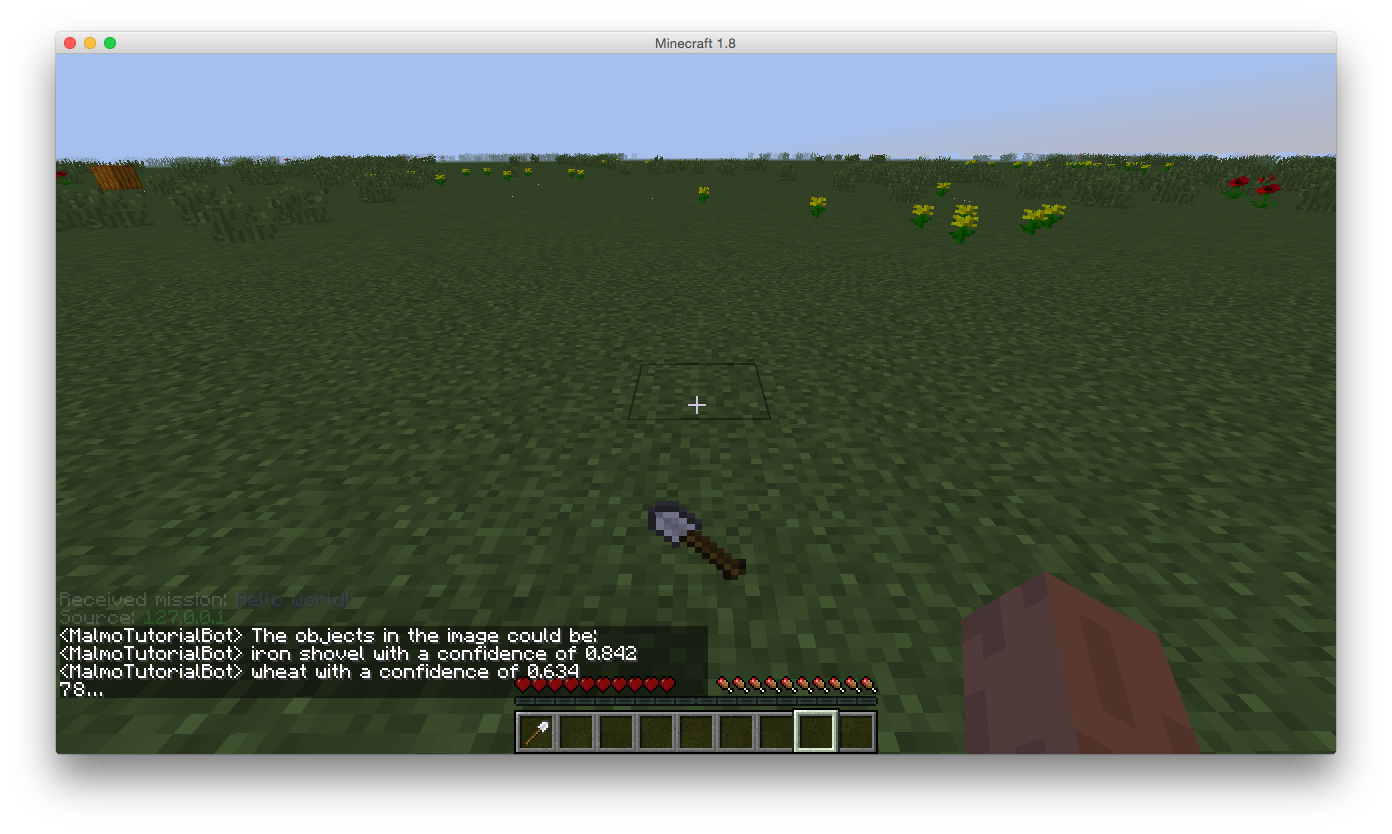 Minecraft 1.8
Received mission: Hello world!
Source: 127.0.0.1
<MalmoTutorialBot> The objects in the image could be:
<MalmoTutorialBot> iron shovel with a confidence of 0.842
<MalmoTutorialBot> wheat with a confidence of 0.634
78...